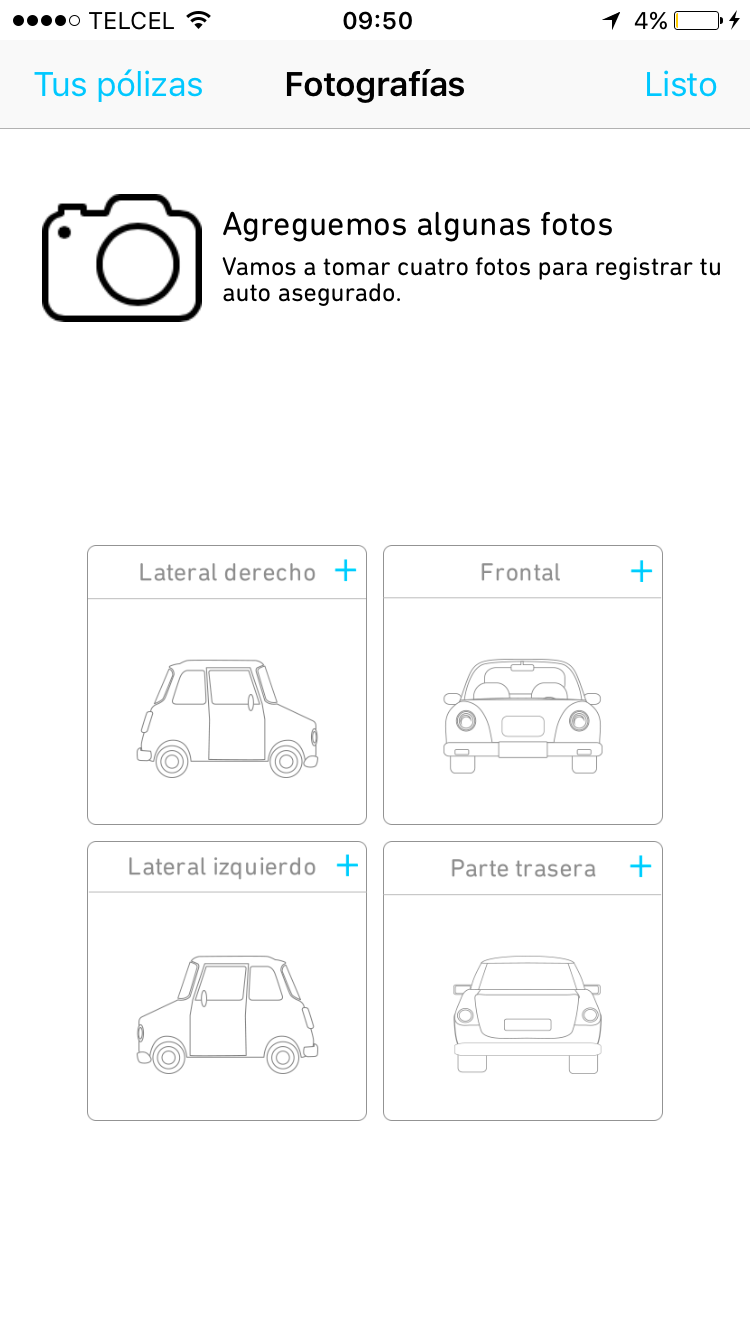 TELCEL 09:50 4%
Tus pólizas Fotografías Listo
Agreguemos algunas fotos
Vamos a tomar cuatro fotos para registrar tu
auto asegurado.
Lateral derecho + Frontal +
Lateral izquierdo + Parte trasera +